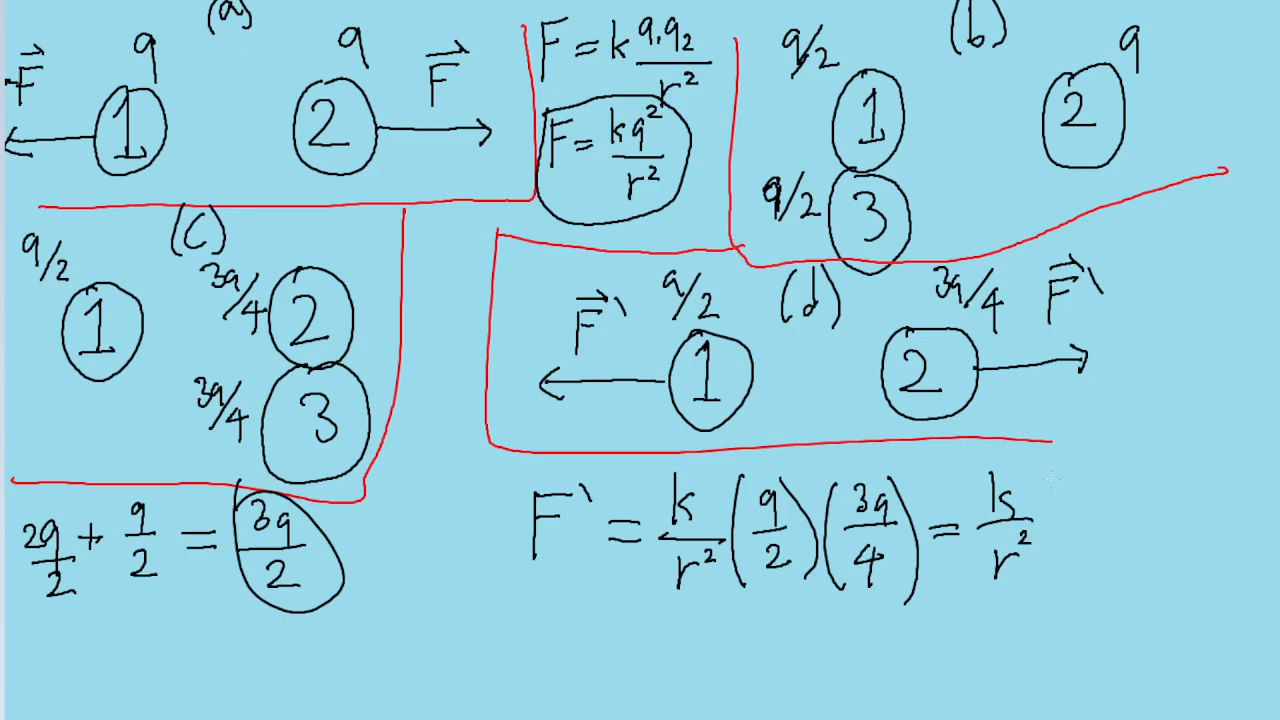 (a)
-F⃗ q 1 q 2 F⃗
F = k q₁q₂/r²
F = kq²/r²
(b)
q/2 1 q 2
q/2 3
(c)
q/2 1 3q/4 2
3q/4 3
(d)
F⃗` q/2 1 3q/4 2 F⃗`
2q/2 + q/2 = 3q/2
F` = k/r² (q/2)(3q/4) = k/r²